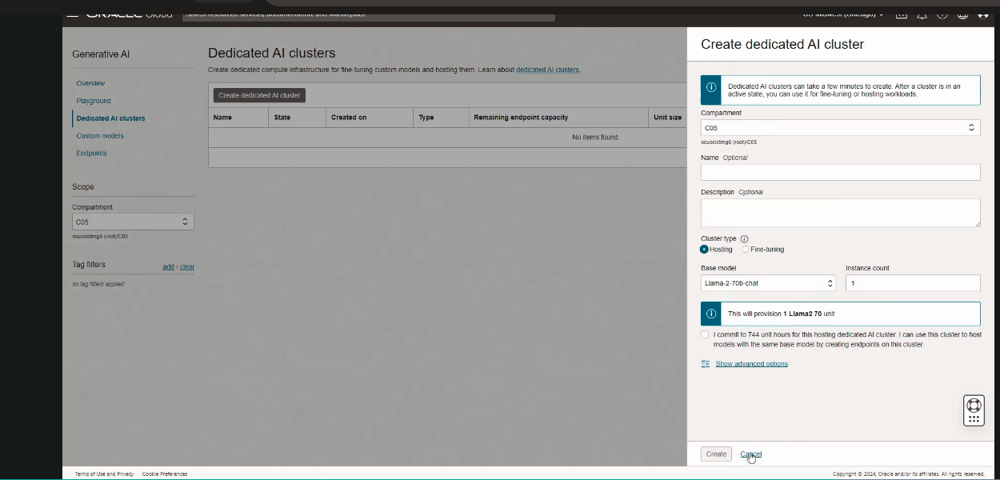 ORACLE Cloud
Search resources, services, documentation, and Marketplace
US Midwest (Chicago)
Generative AI
Overview
Playground
Dedicated AI clusters
Custom models
Endpoints
Scope
Compartment
C05
ocuocictrng6 (root)/C05
Tag filters
add | clear
no tag filters applied
Dedicated AI clusters
Create dedicated compute infrastructure for fine-tuning custom models and hosting them. Learn about dedicated AI clusters.
Create dedicated AI cluster
Name State Created on Type Remaining endpoint capacity Unit size
No items found.
Create dedicated AI cluster
Dedicated AI clusters can take a few minutes to create. After a cluster is in an
active state, you can use it for fine-tuning or hosting workloads.
Compartment
C05
ocuocictrng6 (root)/C05
Name Optional
Description Optional
Cluster type
Hosting Fine-tuning
Base model Instance count
Llama-2-70b-chat 1
This will provision 1 Llama2 70 unit
I commit to 744 unit hours for this hosting dedicated AI cluster. I can use this cluster to host
models with the same base model by creating endpoints on this cluster.
Show advanced options
Create Cancel
Terms of Use and Privacy Cookie Preferences
Copyright © 2024, Oracle and/or its affiliates. All rights reserved.